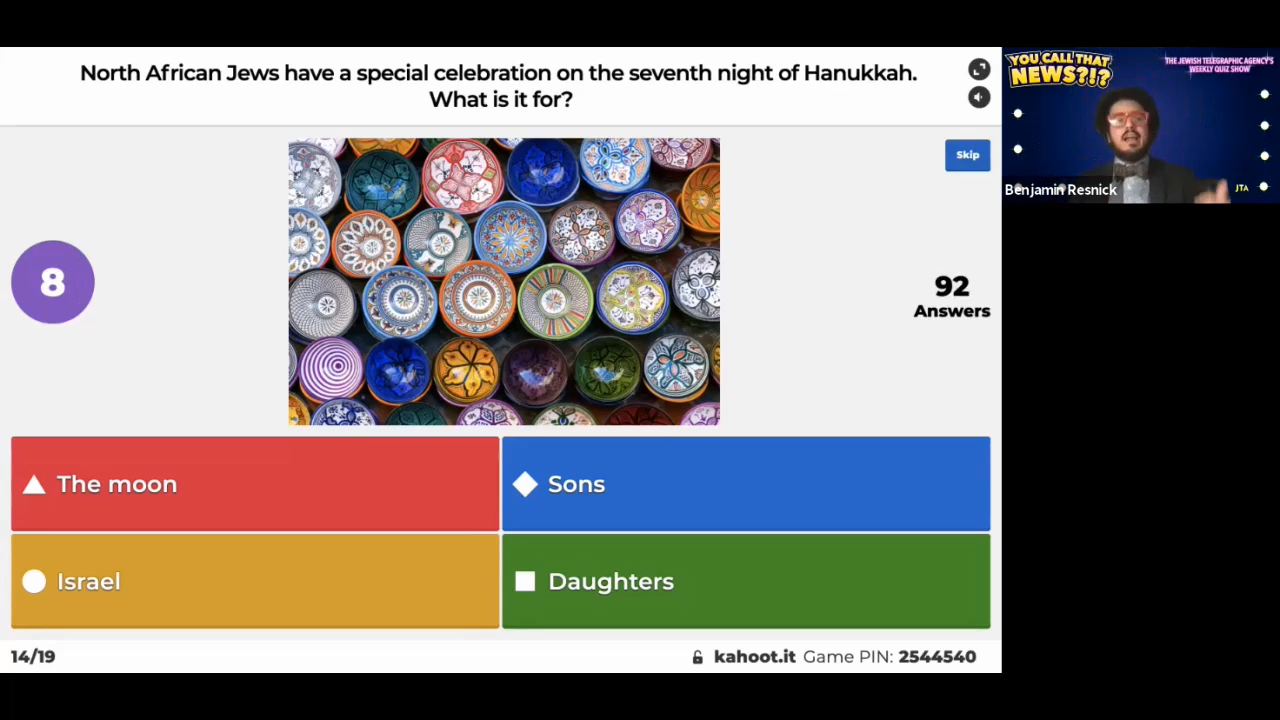 North African Jews have a special celebration on the seventh night of Hanukkah.
What is it for?
Skip
8
92
Answers
The moon
Sons
Israel
Daughters
14/19
kahoot.it Game PIN: 2544540
YOU CALL THAT
NEWS?!?
THE JEWISH TELEGRAPHIC AGENCY'S
WEEKLY QUIZ SHOW
Benjamin Resnick
JTA